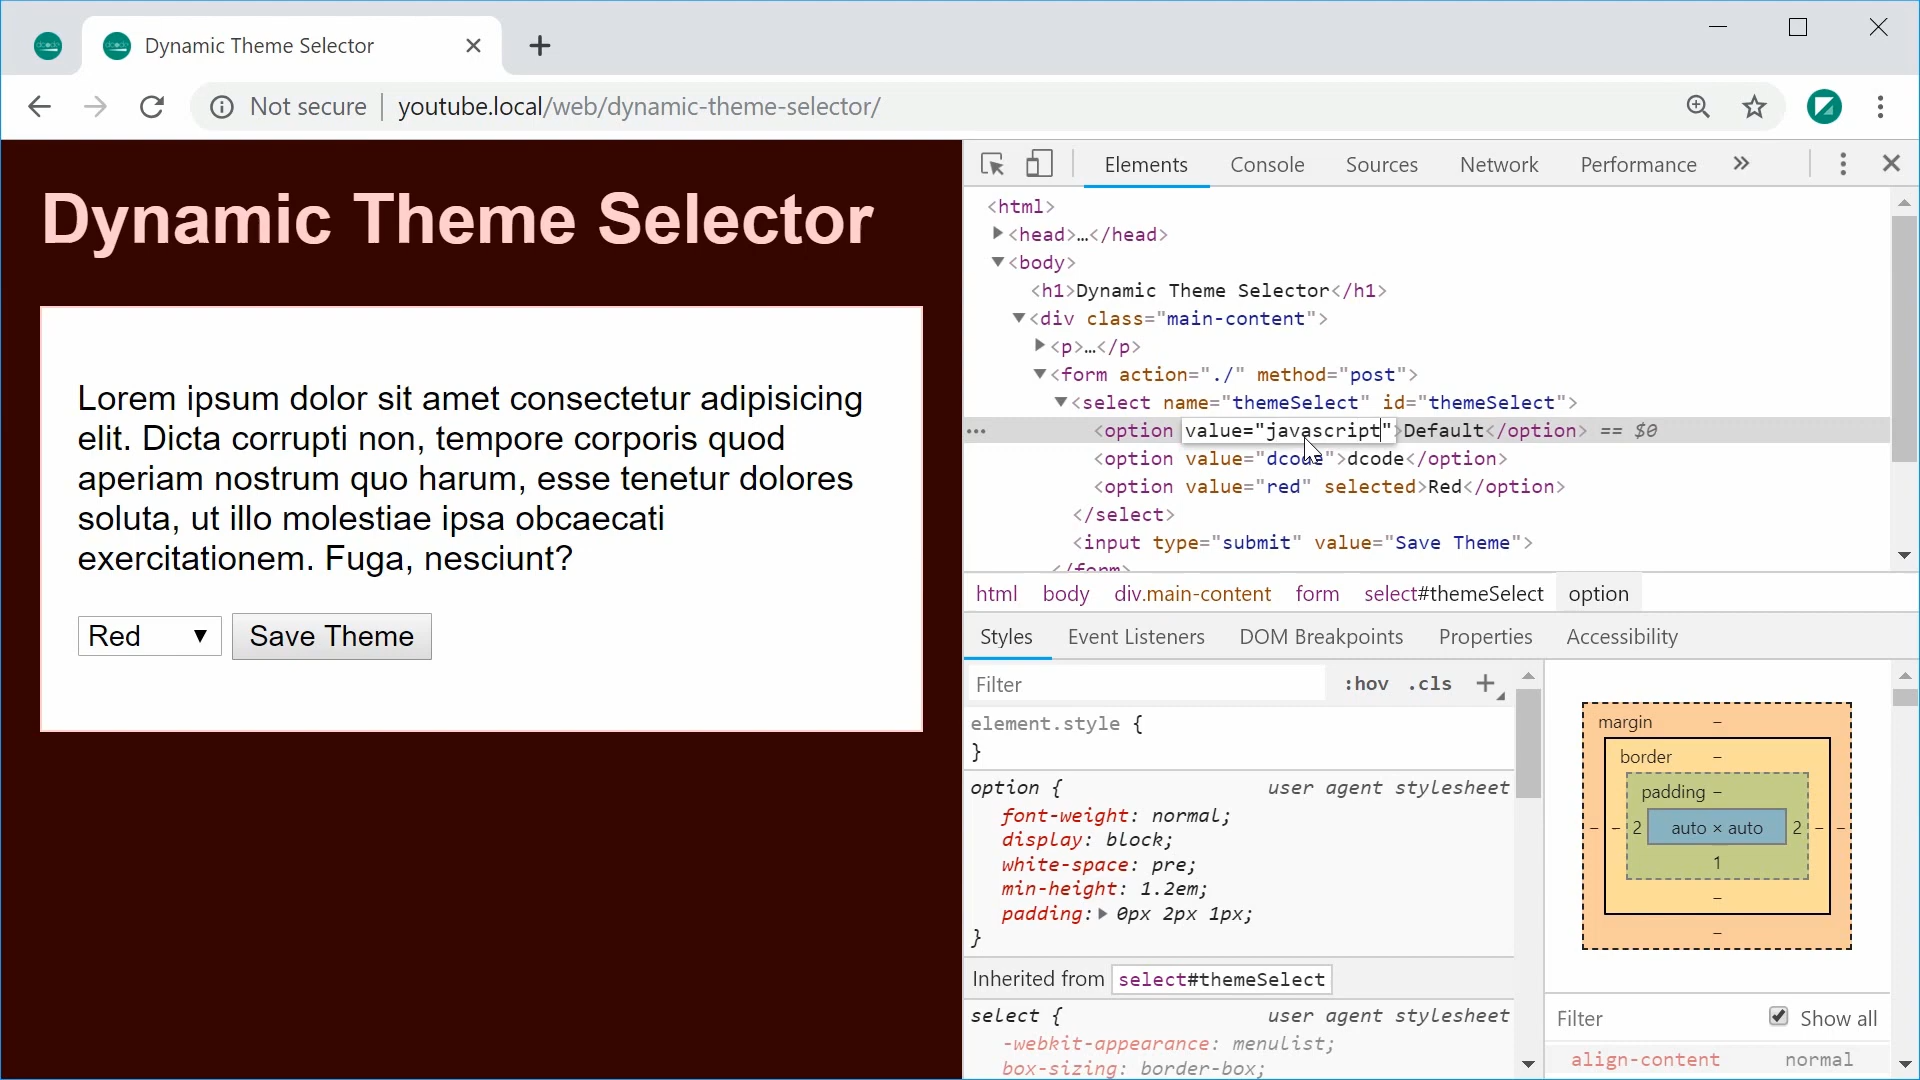 Dynamic Theme Selector
Not secure youtube.local/web/dynamic-theme-selector/
Dynamic Theme Selector
Lorem ipsum dolor sit amet consectetur adipisicing
elit. Dicta corrupti non, tempore corporis quod
aperiam nostrum quo harum, esse tenetur dolores
soluta, ut illo molestiae ipsa obcaecati
exercitationem. Fuga, nesciunt?
Red ▼ Save Theme
Elements Console Sources Network Performance »
<html>
▶<head>…</head>
▼<body>
<h1>Dynamic Theme Selector</h1>
▼<div class="main-content">
▶<p>…</p>
▼<form action="./" method="post">
▼<select name="themeSelect" id="themeSelect">
<option value="javascript">Default</option> == $0
<option value="dcode">dcode</option>
<option value="red" selected>Red</option>
</select>
<input type="submit" value="Save Theme">
</form>
html body div.main-content form select#themeSelect option
Styles Event Listeners DOM Breakpoints Properties Accessibility
Filter :hov .cls +
element.style {
}
option { user agent stylesheet
font-weight: normal;
display: block;
white-space: pre;
min-height: 1.2em;
padding:▶ 0px 2px 1px;
}
Inherited from select#themeSelect
select { user agent stylesheet
-webkit-appearance: menulist;
box-sizing: border-box;
margin –
border –
padding –
– – 2 auto × auto 2 – –
1
–
–
Filter Show all
align-content normal